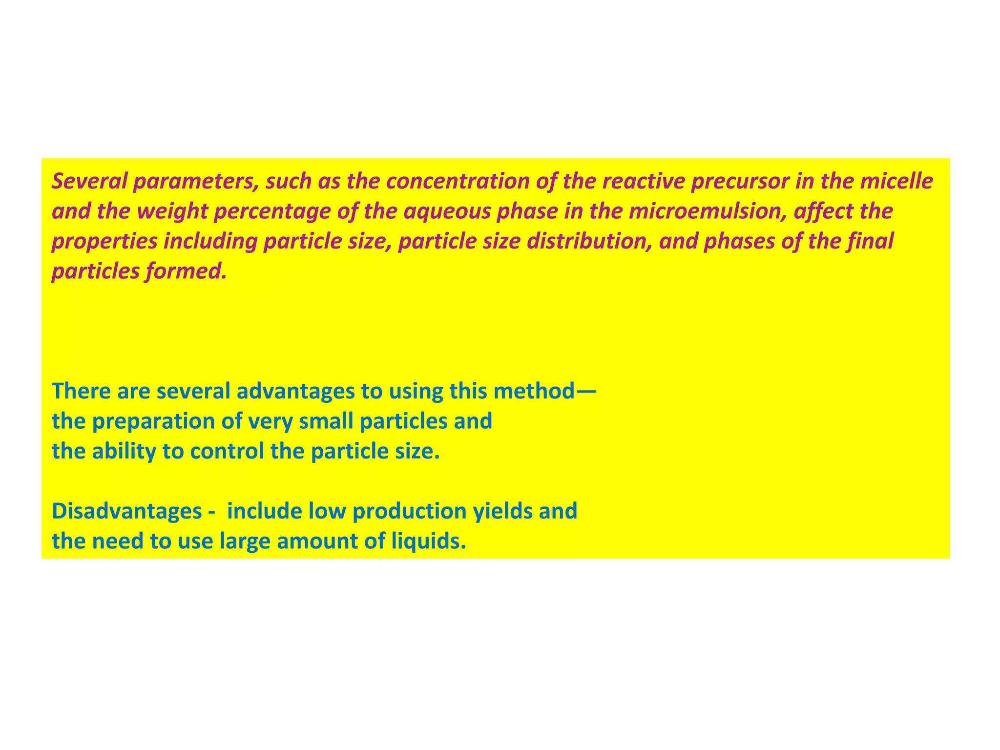 Several parameters, such as the concentration of the reactive precursor in the micelle
and the weight percentage of the aqueous phase in the microemulsion, affect the
properties including particle size, particle size distribution, and phases of the final
particles formed.
There are several advantages to using this method—
the preparation of very small particles and
the ability to control the particle size.
Disadvantages -  include low production yields and
the need to use large amount of liquids.